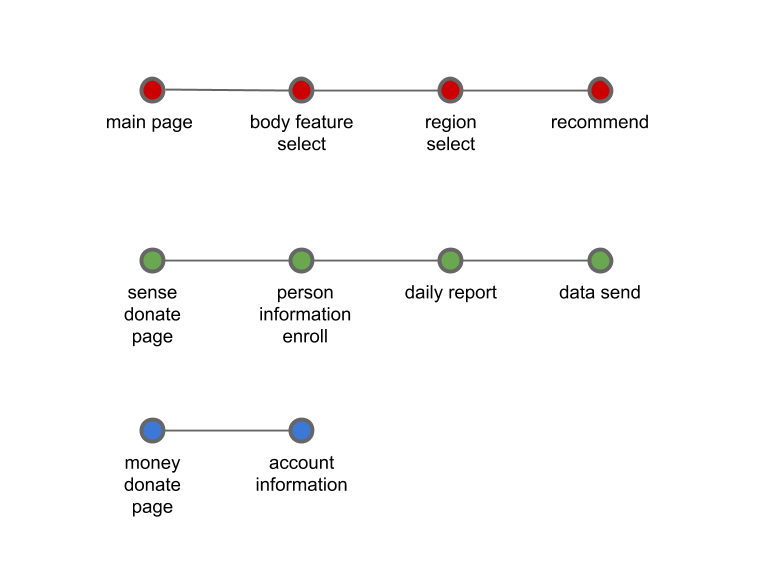 main page
body feature
select
region
select
recommend
sense
donate
page
person
information
enroll
daily report
data send
money
donate
page
account
information